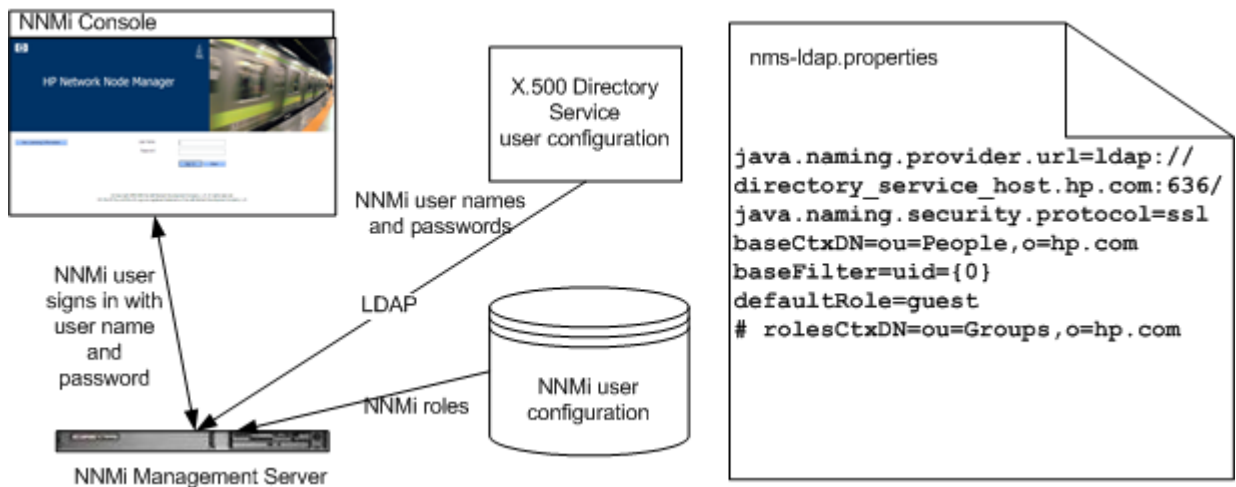 NNMi Console
HP Network Node Manager
X.500 Directory
Service
user configuration
NNMi user names
and passwords
NNMi user
signs in with
user name
and
password
LDAP
NNMi roles
NNMi user
configuration
NNMi Management Server
nms-ldap.properties
java.naming.provider.url=ldap://
directory_service_host.hp.com:636/
java.naming.security.protocol=ssl
baseCtxDN=ou=People,o=hp.com
baseFilter=uid={0}
defaultRole=guest
# rolesCtxDN=ou=Groups,o=hp.com